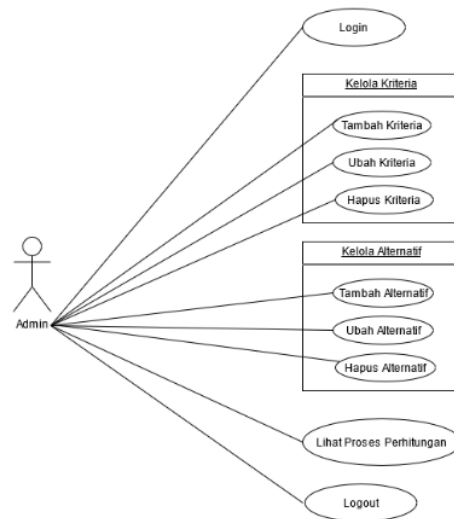 Login
Kelola Kriteria
Tambah Kriteria
Ubah Kriteria
Hapus Kriteria
Kelola Alternatif
Tambah Alternatif
Admin
Ubah Alternatif
Hapus Alternatif
Lihat Proses Perhitungan
Logout